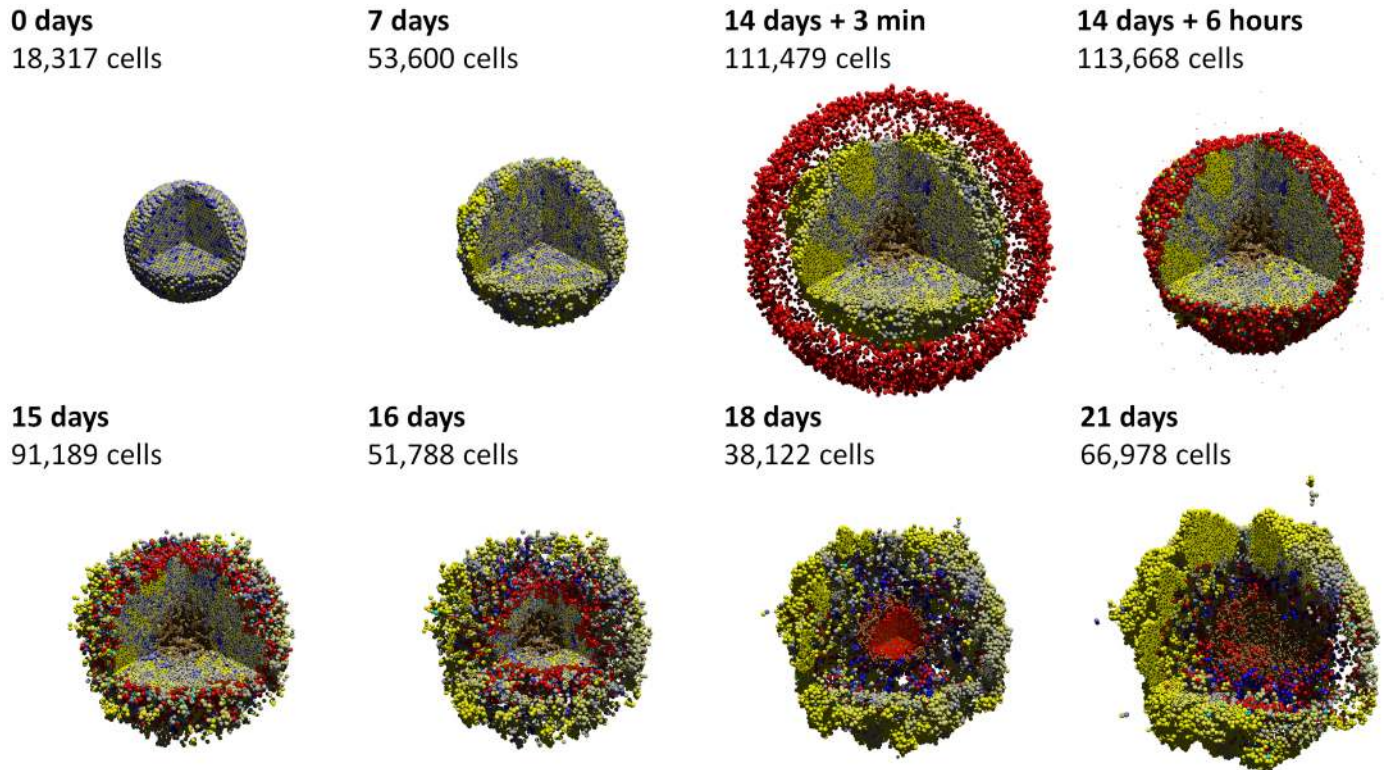 0 days
18,317 cells
7 days
53,600 cells
14 days + 3 min
111,479 cells
14 days + 6 hours
113,668 cells
15 days
91,189 cells
16 days
51,788 cells
18 days
38,122 cells
21 days
66,978 cells